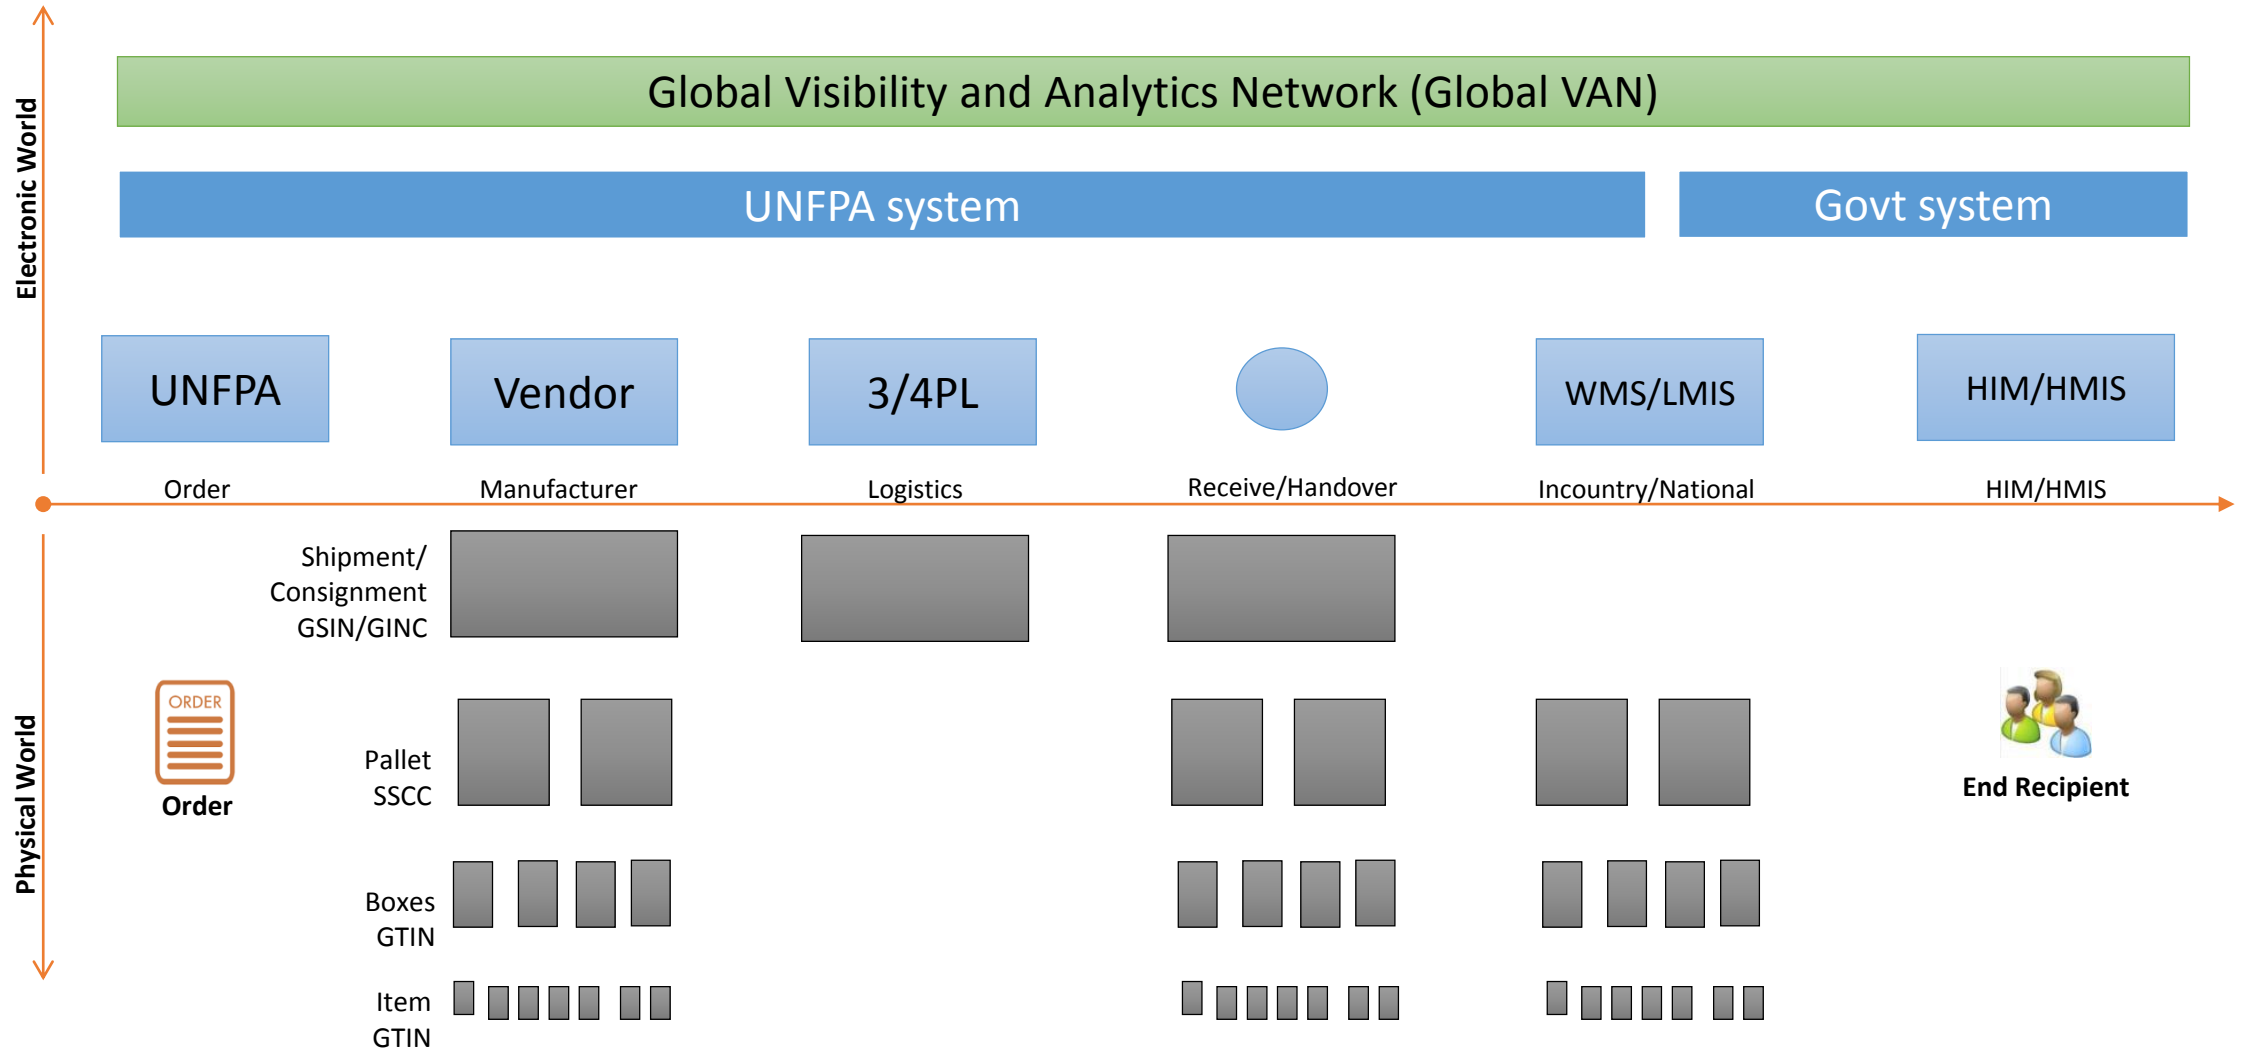 Global Visibility and Analytics Network (Global VAN)
Electronic World
UNFPA system
Govt system
UNFPA
Vendor
3/4PL
WMS/LMIS
HIM/HMIS
Order
Manufacturer
Logistics
Receive/Handover
Incountry/National
HIM/HMIS
Shipment/
Consignment
GSIN/GINC
Physical World
ORDER
Order
Pallet
SSCC
End Recipient
Boxes
GTIN
Item
GTIN